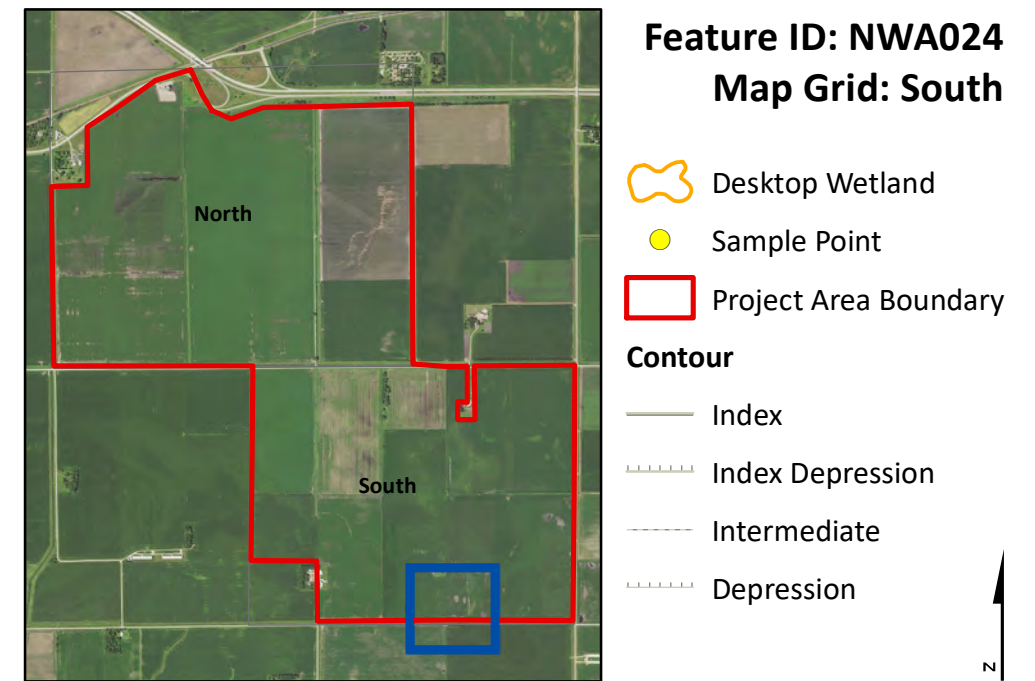 Feature ID: NWA024
Map Grid: South
North
South
Desktop Wetland
Sample Point
Project Area Boundary
Contour
Index
Index Depression
Intermediate
Depression
N